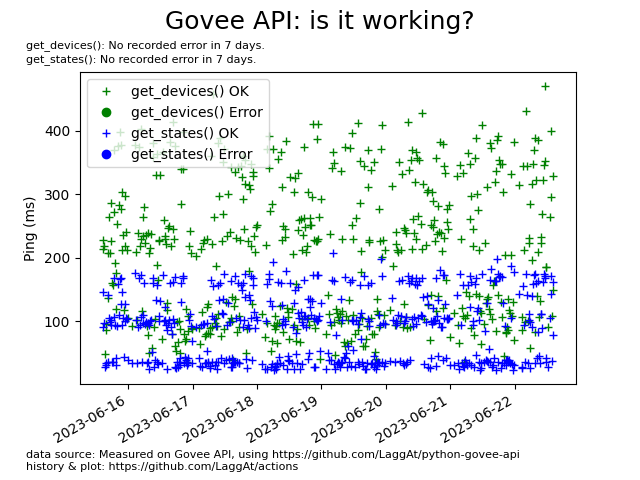 Govee API: is it working?
get_devices(): No recorded error in 7 days.
get_states(): No recorded error in 7 days.
get_devices() OK
get_devices() Error
get_states() OK
get_states() Error
400
300
200
100
Ping (ms)
2023-06-16
2023-06-17
2023-06-18
2023-06-19
2023-06-20
2023-06-21
2023-06-22
data source: Measured on Govee API, using https://github.com/LaggAt/python-govee-api
history & plot: https://github.com/LaggAt/actions